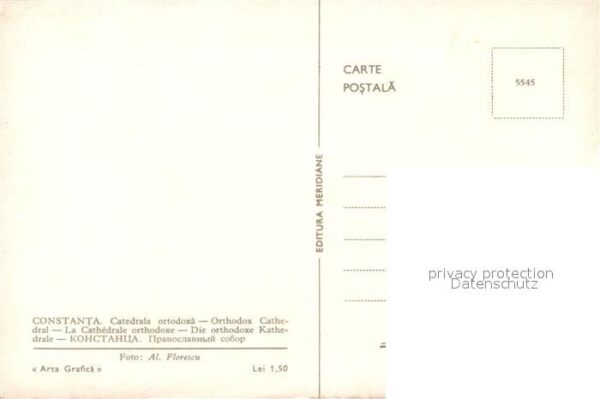 CARTE
POȘTALĂ
5545
EDITURA MERIDIANE
privacy protection
Datenschutz
CONSTANȚA. Catedrala ortodoxă — Orthodox Cathe-
dral — La Cathédrale orthodoxe — Die orthodoxe Kathe-
drale — КОНСТАНЦА. Православный собор
Foto: Al. Florescu
« Arta Grafică » Lei 1,50